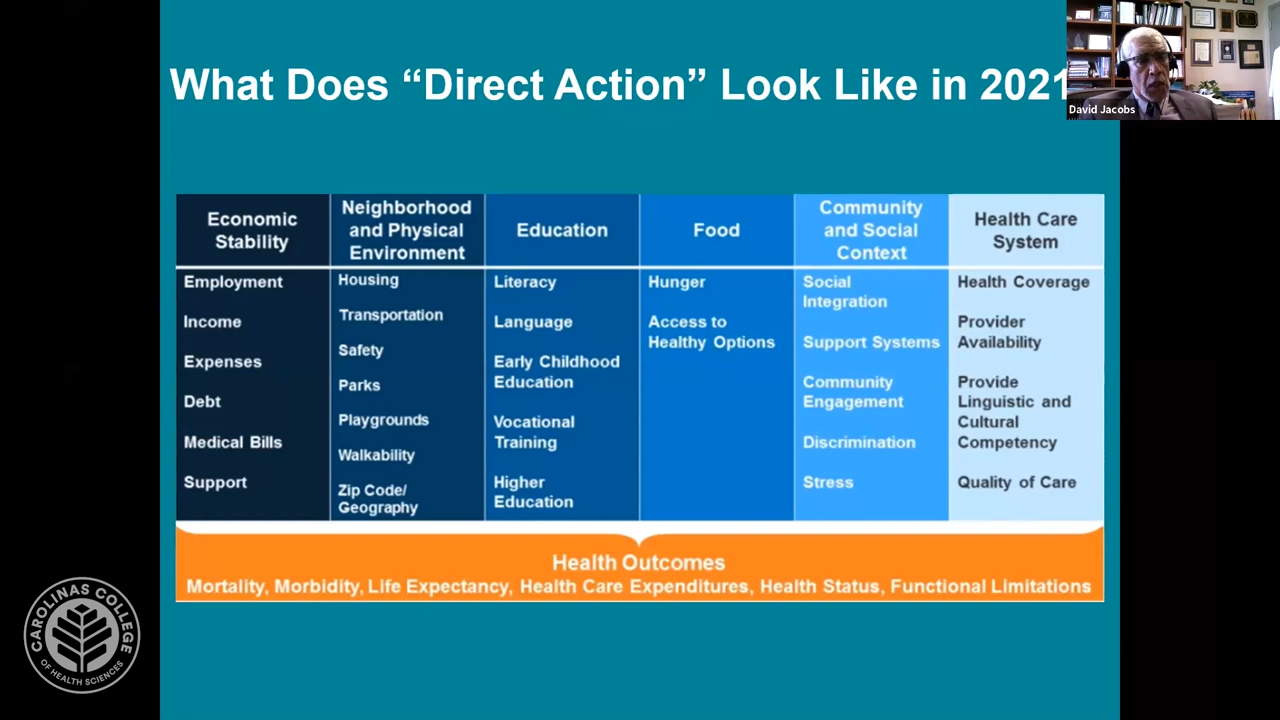 What Does “Direct Action” Look Like in 2021
David Jacobs
Economic
Stability
Employment
Income
Expenses
Debt
Medical Bills
Support
Neighborhood
and Physical
Environment
Housing
Transportation
Safety
Parks
Playgrounds
Walkability
Zip Code/
Geography
Education
Literacy
Language
Early Childhood
Education
Vocational
Training
Higher
Education
Food
Hunger
Access to
Healthy Options
Community
and Social
Context
Social
Integration
Support Systems
Community
Engagement
Discrimination
Stress
Health Care
System
Health Coverage
Provider
Availability
Provide
Linguistic and
Cultural
Competency
Quality of Care
Health Outcomes
Mortality, Morbidity, Life Expectancy, Health Care Expenditures, Health Status, Functional Limitations
CAROLINAS COLLEGE
OF HEALTH SCIENCES